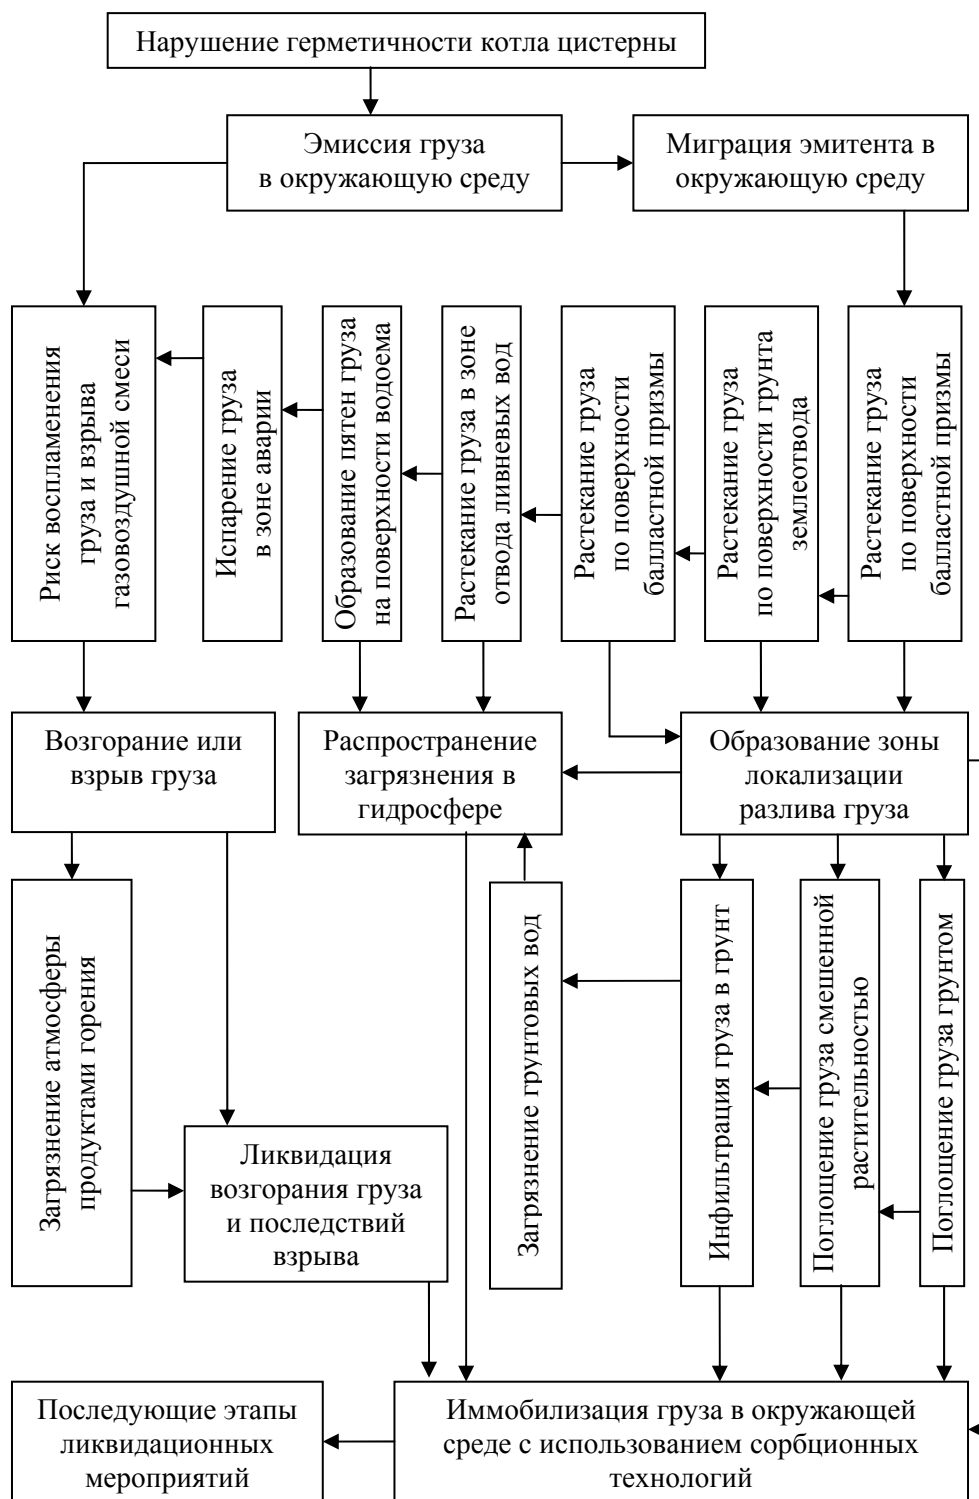 Нарушение герметичности котла цистерны
Эмиссия груза
в окружающую среду
Миграция эмитента в
окружающую среду
Риск воспламенения
груза и взрыва
газовоздушной смеси
Испарение груза
в зоне аварии
Образование пятен груза
на поверхности водоема
Растекание груза в зоне
отвода ливневых вод
Растекание груза
по поверхности
балластной призмы
Растекание груза
по поверхности грунта
землеотвода
Растекание груза
по поверхности
балластной призмы
Возгорание или
взрыв груза
Распространение
загрязнения в
гидросфере
Образование зоны
локализации
разлива груза
Загрязнение атмосферы
продуктами горения
Ликвидация
возгорания груза
и последствий
взрыва
Загрязнение грунтовых вод
Инфильтрация груза в грунт
Поглощение груза смешенной
растительностью
Поглощение груза грунтом
Последующие этапы
ликвидационных
мероприятий
Иммобилизация груза в окружающей
среде с использованием сорбционных
технологий